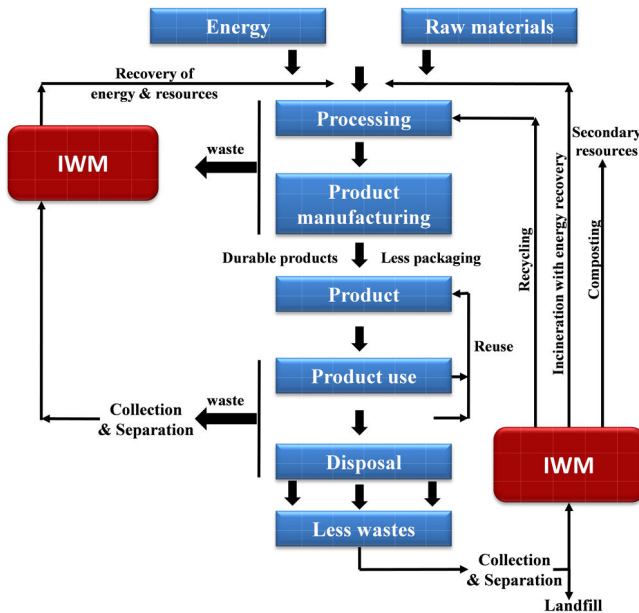 Energy
Raw materials
Recovery of
energy & resources
Processing
Secondary
resources
IWM
waste
Product
manufacturing
Recycling
Incineration with energy recovery
Composting
Durable products
Less packaging
Product
Reuse
Product use
waste
Collection
& Separation
Disposal
IWM
Less wastes
Collection
& Separation
Landfill